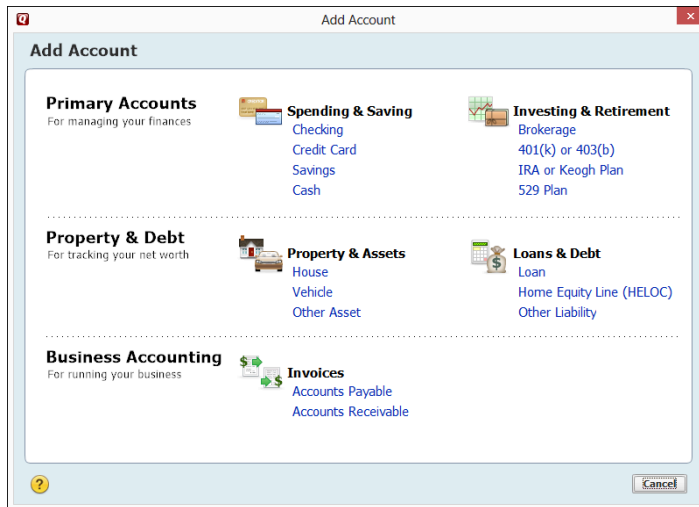 Add Account
Add Account
Primary Accounts
For managing your finances
Spending & Saving
Checking
Credit Card
Savings
Cash
Investing & Retirement
Brokerage
401(k) or 403(b)
IRA or Keogh Plan
529 Plan
Property & Debt
For tracking your net worth
Property & Assets
House
Vehicle
Other Asset
Loans & Debt
Loan
Home Equity Line (HELOC)
Other Liability
Business Accounting
For running your business
Invoices
Accounts Payable
Accounts Receivable
?
Cancel